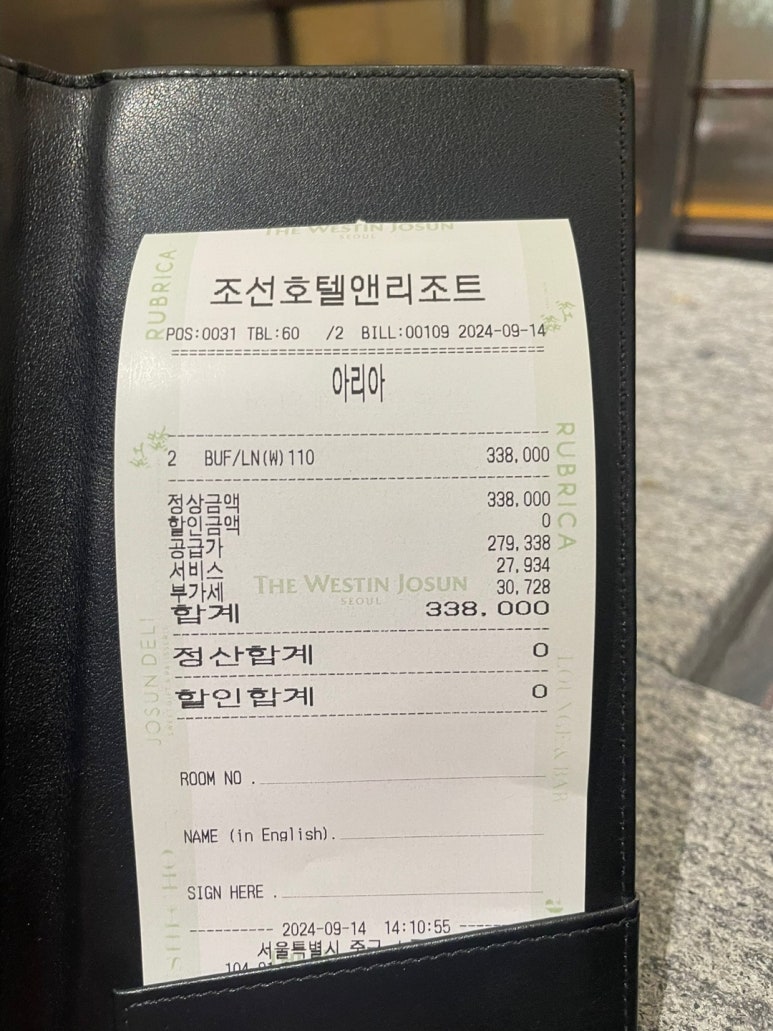 THE WESTIN JOSUN
SEOUL
조선호텔앤리조트
POS:0031 TBL:60 /2 BILL:00109 2024-09-14
아리아
2 BUF/LN(W)110 338,000
정상금액 338,000
할인금액 0
공급가 279,338
서비스 27,934
부가세 30,728
THE WESTIN JOSUN
SEOUL
합계 338,000
정산합계 0
할인합계 0
ROOM NO .
NAME (in English).
SIGN HERE .
2024-09-14 14:10:55
서울특별시 중구
RUBRICA
紅緣
JOSUN DELI
紅緣
RUBRICA
LOUNGE & BAR